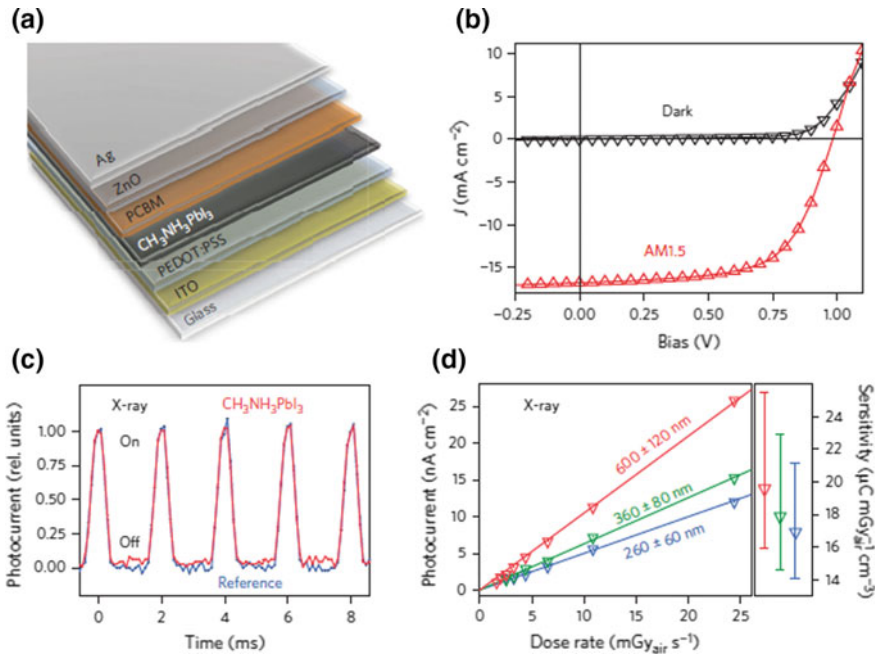 (a)
Ag
ZnO
PCBM
CH₃NH₃PbI₃
PEDOT:PSS
ITO
Glass
(b)
10
5
0
−5
−10
−15
J (mA cm⁻²)
Dark
AM1.5
−0.25 0.00 0.25 0.50 0.75 1.00
Bias (V)
(c)
X-ray
CH₃NH₃PbI₃
On
Off
Reference
1.00
0.75
0.50
0.25
0.00
Photocurrent (rel. units)
0 2 4 6 8
Time (ms)
(d)
X-ray
25
20
15
10
5
0
Photocurrent (nA cm⁻²)
600 ± 120 nm
360 ± 80 nm
260 ± 60 nm
0 5 10 15 20 25
Dose rate (mGyair s⁻¹)
24
22
20
18
16
14
Sensitivity (μC mGyair⁻¹ cm⁻³)